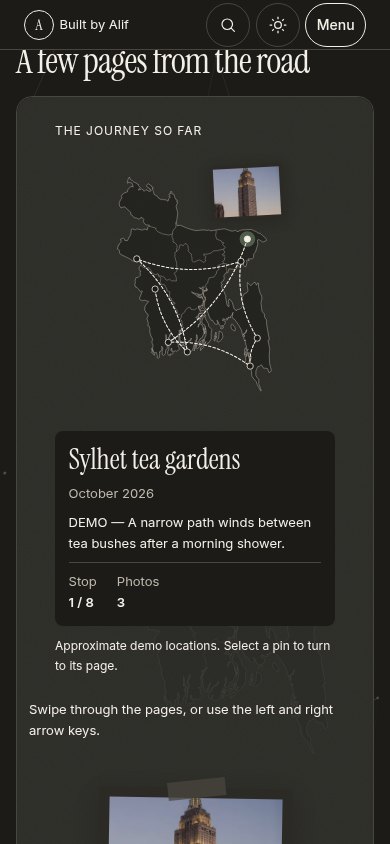 A
Built by Alif
Menu
A few pages from the road
THE JOURNEY SO FAR
Sylhet tea gardens
October 2026
DEMO — A narrow path winds between
tea bushes after a morning shower.
Stop Photos
1 / 8 3
Approximate demo locations. Select a pin to turn
to its page.
Swipe through the pages, or use the left and right
arrow keys.